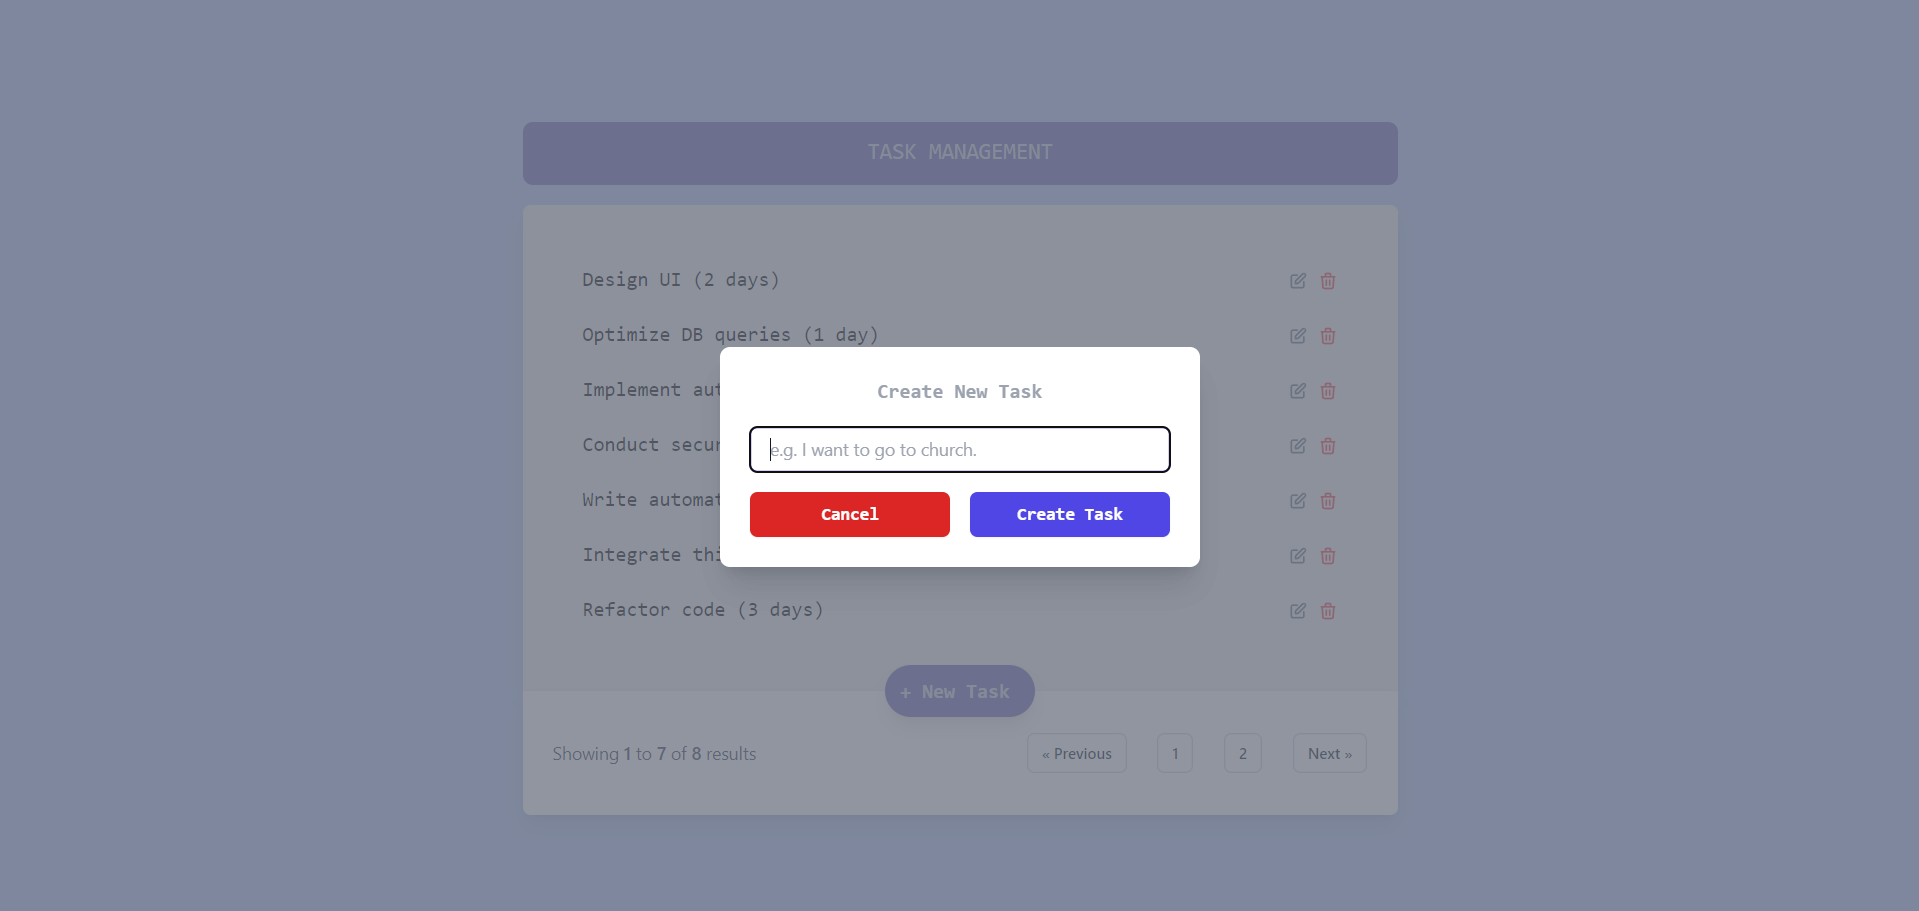 TASK MANAGEMENT
Design UI (2 days)
Optimize DB queries (1 day)
Implement aut
Conduct secur
Write automat
Integrate thi
Refactor code (3 days)
Create New Task
e.g. I want to go to church.
Cancel
Create Task
+ New Task
Showing 1 to 7 of 8 results
« Previous
1
2
Next »